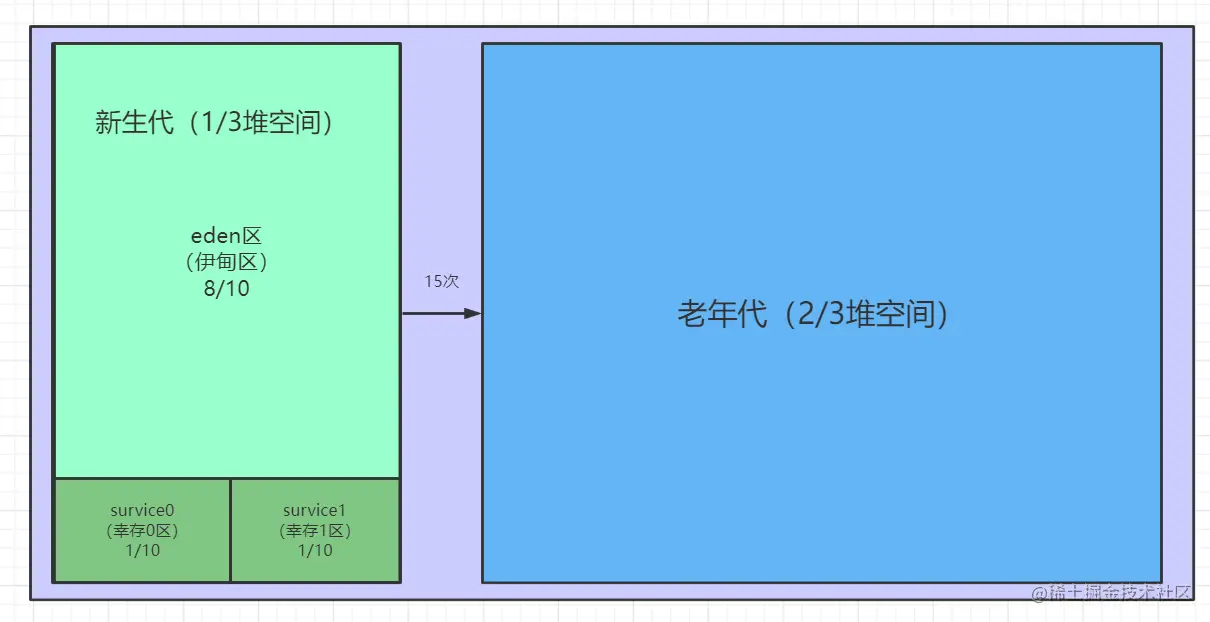 新生代（1/3堆空间）
eden区
（伊甸区）
8/10
15次
老年代（2/3堆空间）
survice0
（幸存0区）
1/10
survice1
（幸存1区）
1/10
@稀土掘金技术社区